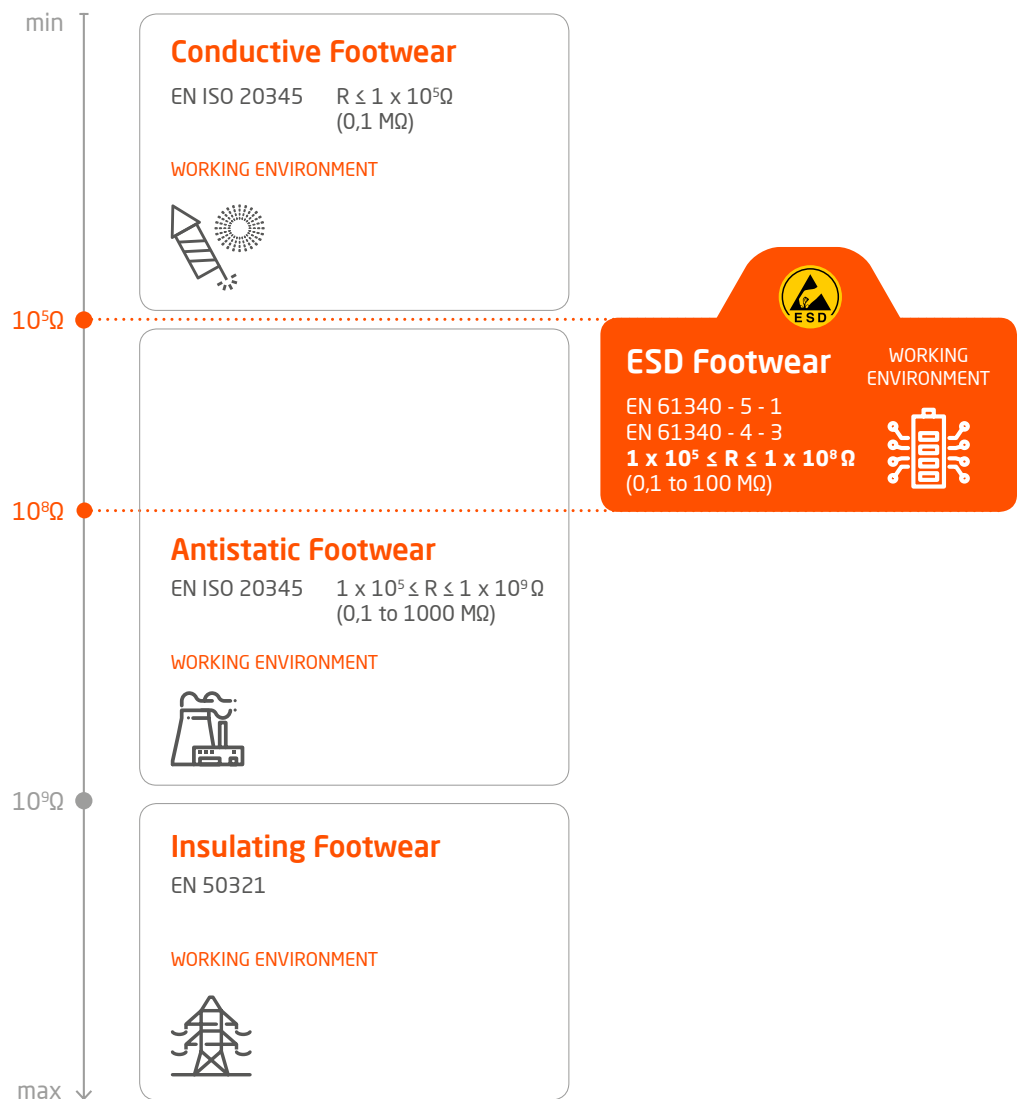 min
Conductive Footwear
EN ISO 20345 R ≤ 1 x 10⁵Ω
(0,1 MΩ)
WORKING ENVIRONMENT
10⁵Ω
ESD
ESD Footwear
WORKING
ENVIRONMENT
EN 61340 - 5 - 1
EN 61340 - 4 - 3
1 x 10⁵ ≤ R ≤ 1 x 10⁸ Ω
(0,1 to 100 MΩ)
10⁸Ω
Antistatic Footwear
EN ISO 20345 1 x 10⁵ ≤ R ≤ 1 x 10⁹ Ω
(0,1 to 1000 MΩ)
WORKING ENVIRONMENT
10⁹Ω
Insulating Footwear
EN 50321
WORKING ENVIRONMENT
max